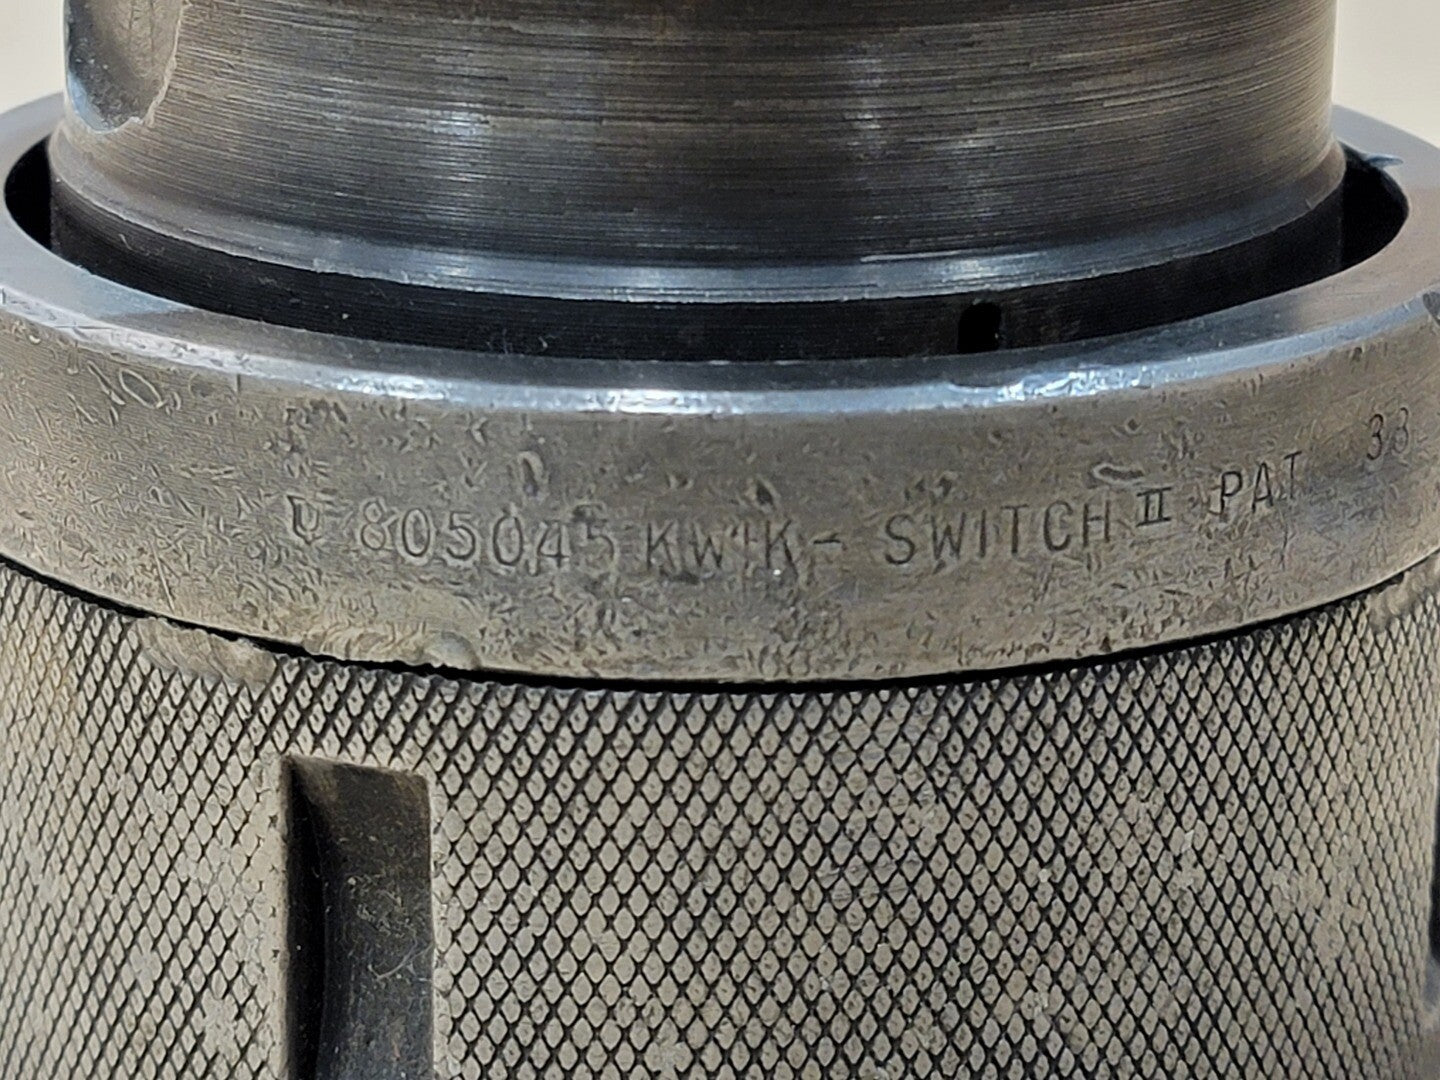 805045 KWIK-SWITCH II PAT 33